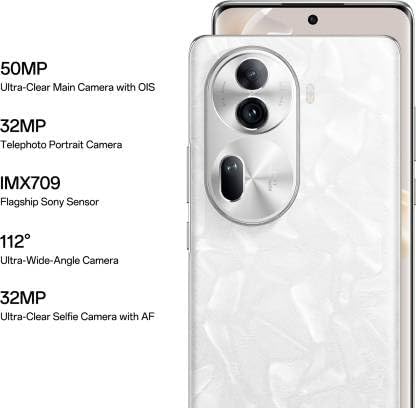 50MP
Ultra-Clear Main Camera with OIS
32MP
Telephoto Portrait Camera
IMX709
Flagship Sony Sensor
112°
Ultra-Wide-Angle Camera
32MP
Ultra-Clear Selfie Camera with AF